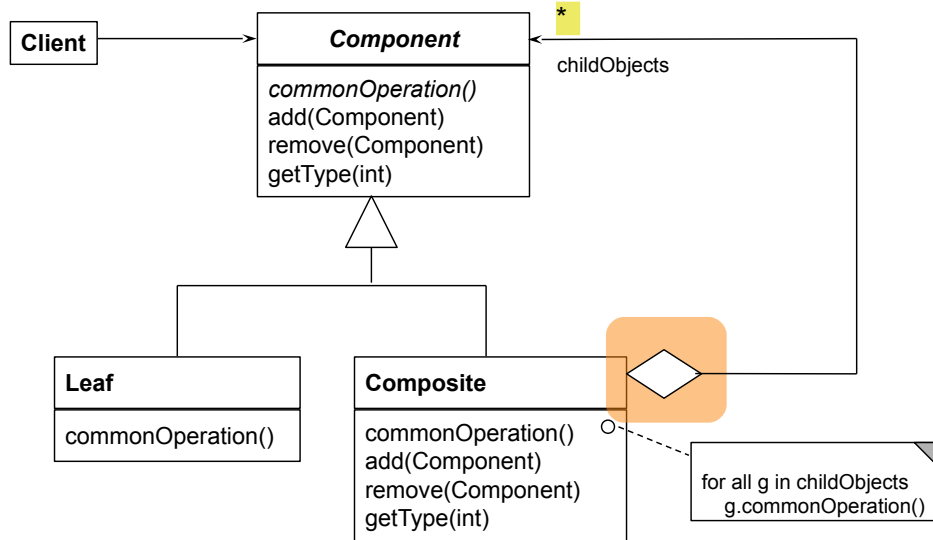 Client
Component
*
childObjects
commonOperation()
add(Component)
remove(Component)
getType(int)
Leaf
commonOperation()
Composite
commonOperation()
add(Component)
remove(Component)
getType(int)
for all g in childObjects
g.commonOperation()